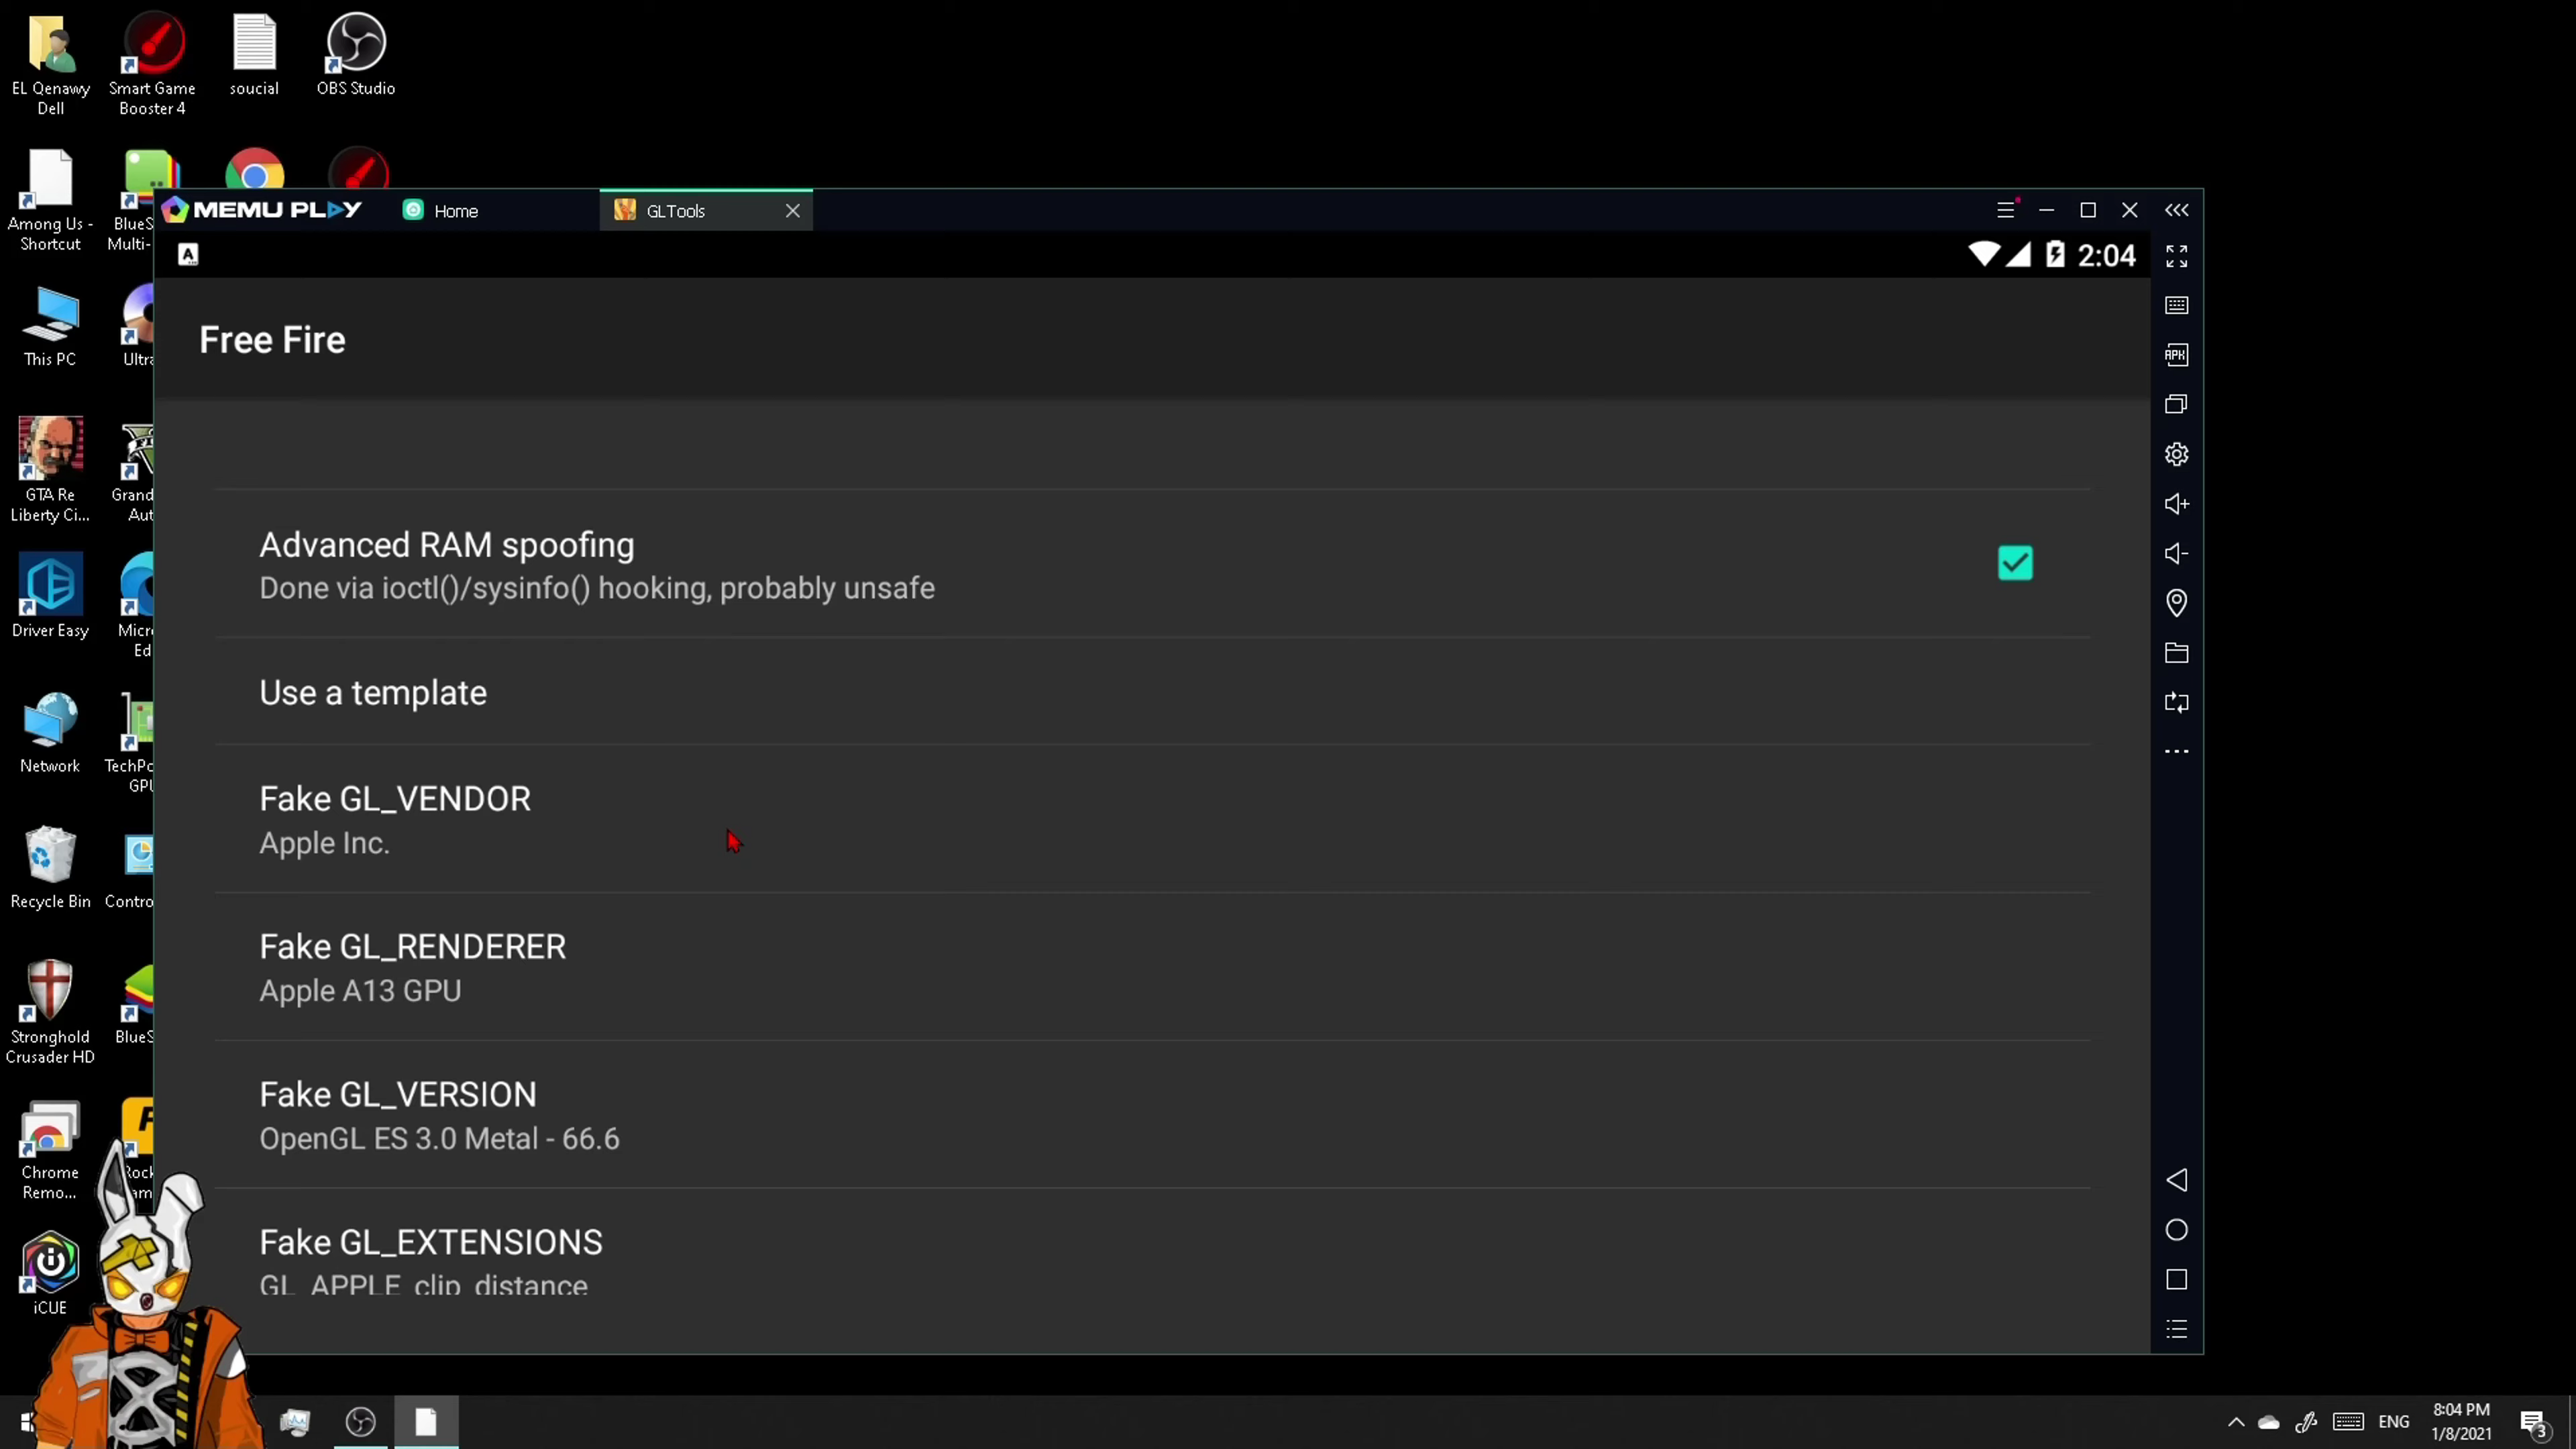 EL Qenawy
Dell
Smart Game
Booster 4
soucial
OBS Studio
Among Us -
Shortcut
Multi-
This PC
GTA Re
Liberty Ci...
Driver Easy
Network
Recycle Bin
Stronghold
Crusader HD
Chrome
Remo...
iCUE
MEMU PLAY
Home
GLTools
A
2:04
APK
Free Fire
Advanced RAM spoofing
Done via ioctl()/sysinfo() hooking, probably unsafe
Use a template
Fake GL_VENDOR
Apple Inc.
Fake GL_RENDERER
Apple A13 GPU
Fake GL_VERSION
OpenGL ES 3.0 Metal - 66.6
Fake GL_EXTENSIONS
GL_APPLE_clip_distance
ENG
8:04 PM
1/8/2021
3